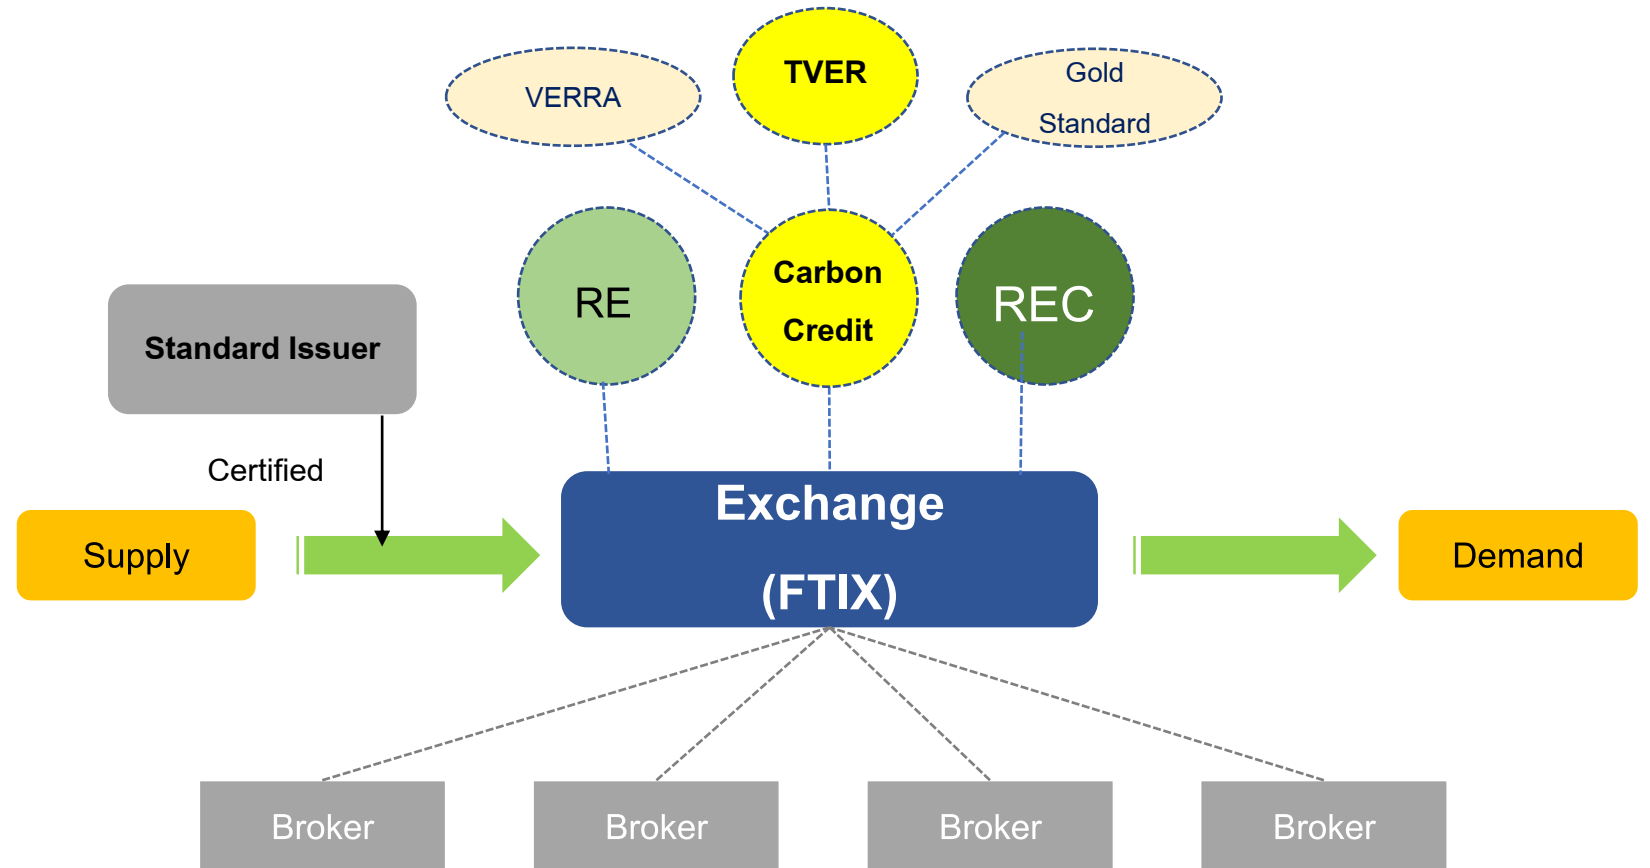 VERRA
TVER
Gold
Standard
RE
Carbon
Credit
REC
Standard Issuer
Certified
Supply
Exchange
(FTIX)
Demand
Broker
Broker
Broker
Broker